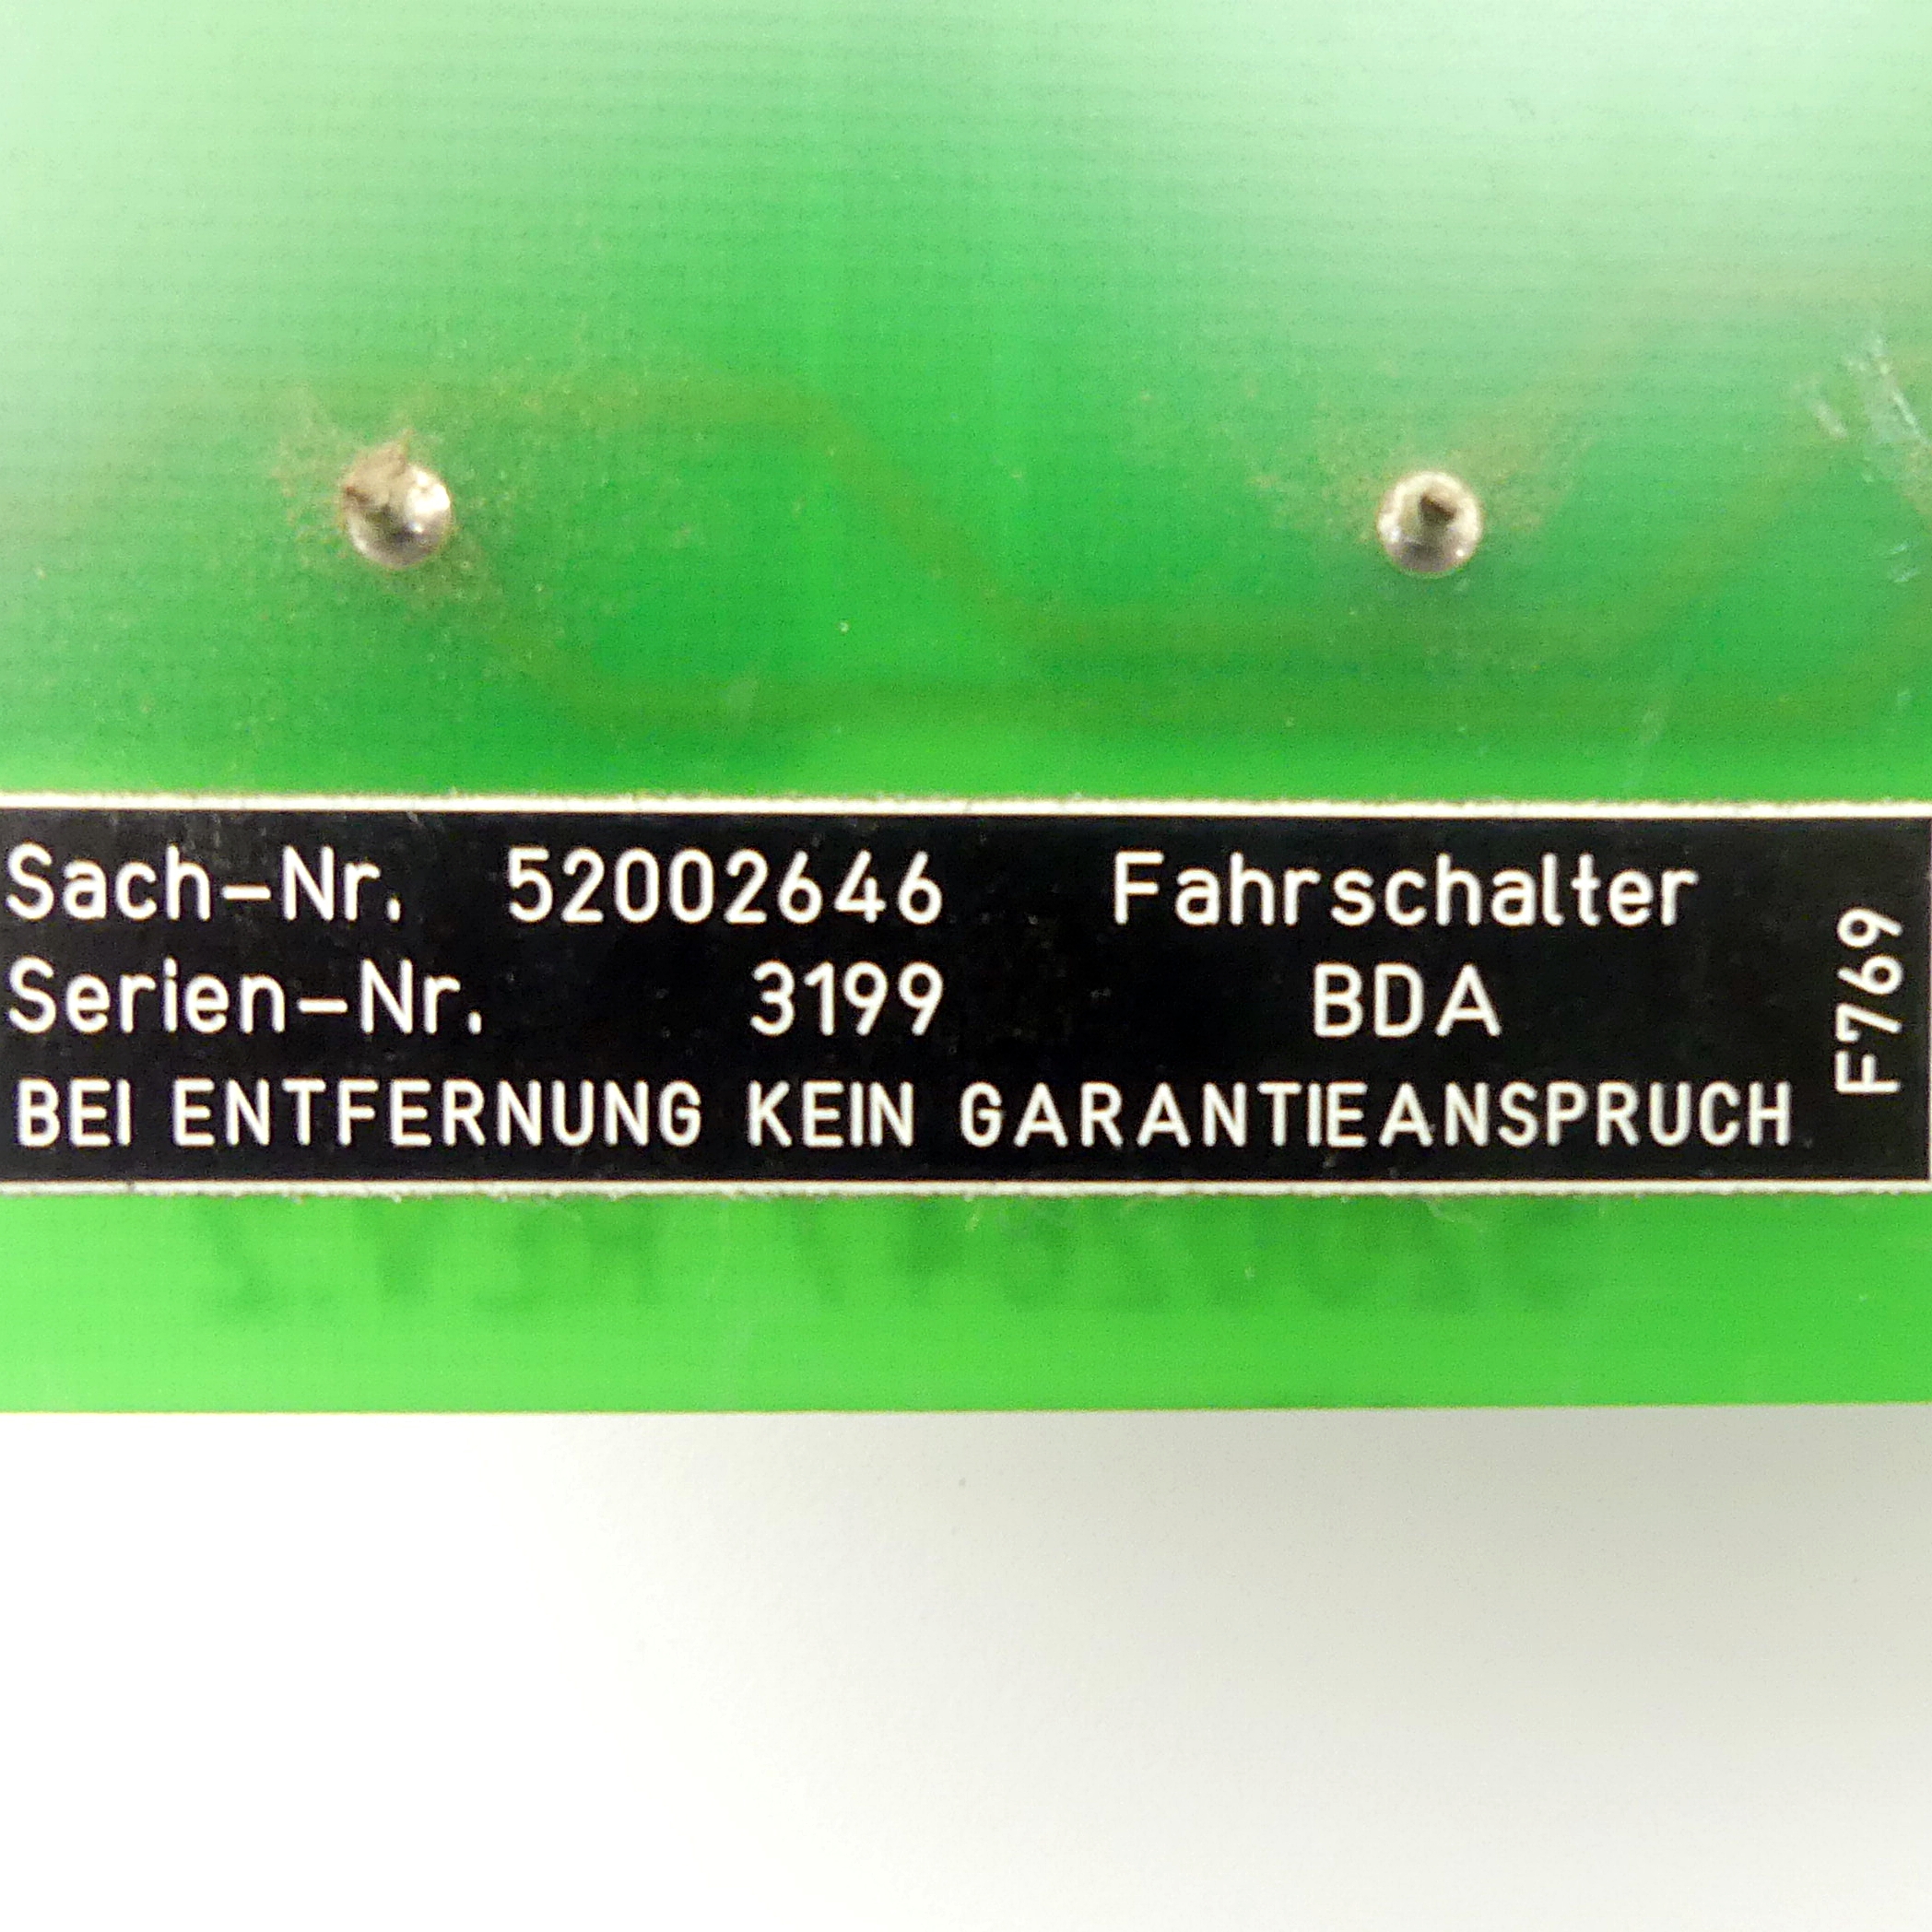 Sach-Nr. 52002646 Fahrschalter
Serien-Nr. 3199 BDA
BEI ENTFERNUNG KEIN GARANTIEANSPRUCH
F769